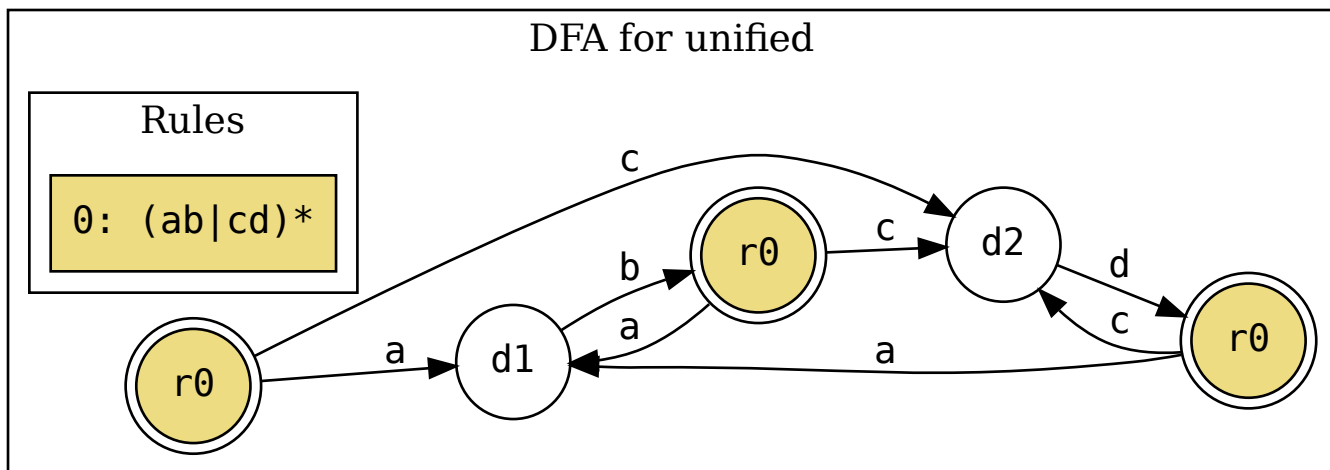 DFA for unified
Rules
0: (ab|cd)*
c
r0
c
d2
d
b
a
c
r0
a
d1
a
r0